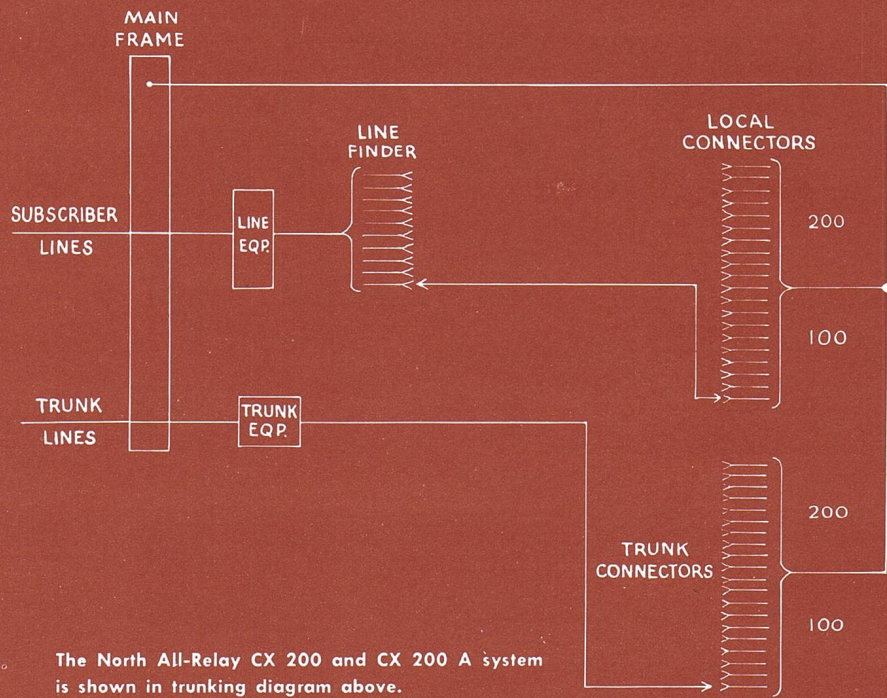 MAIN
FRAME
LINE
FINDER
LOCAL
CONNECTORS
SUBSCRIBER
LINES
LINE
EQP.
200
100
TRUNK
LINES
TRUNK
EQP.
TRUNK
CONNECTORS
200
100
The North All-Relay CX 200 and CX 200 A system
is shown in trunking diagram above.